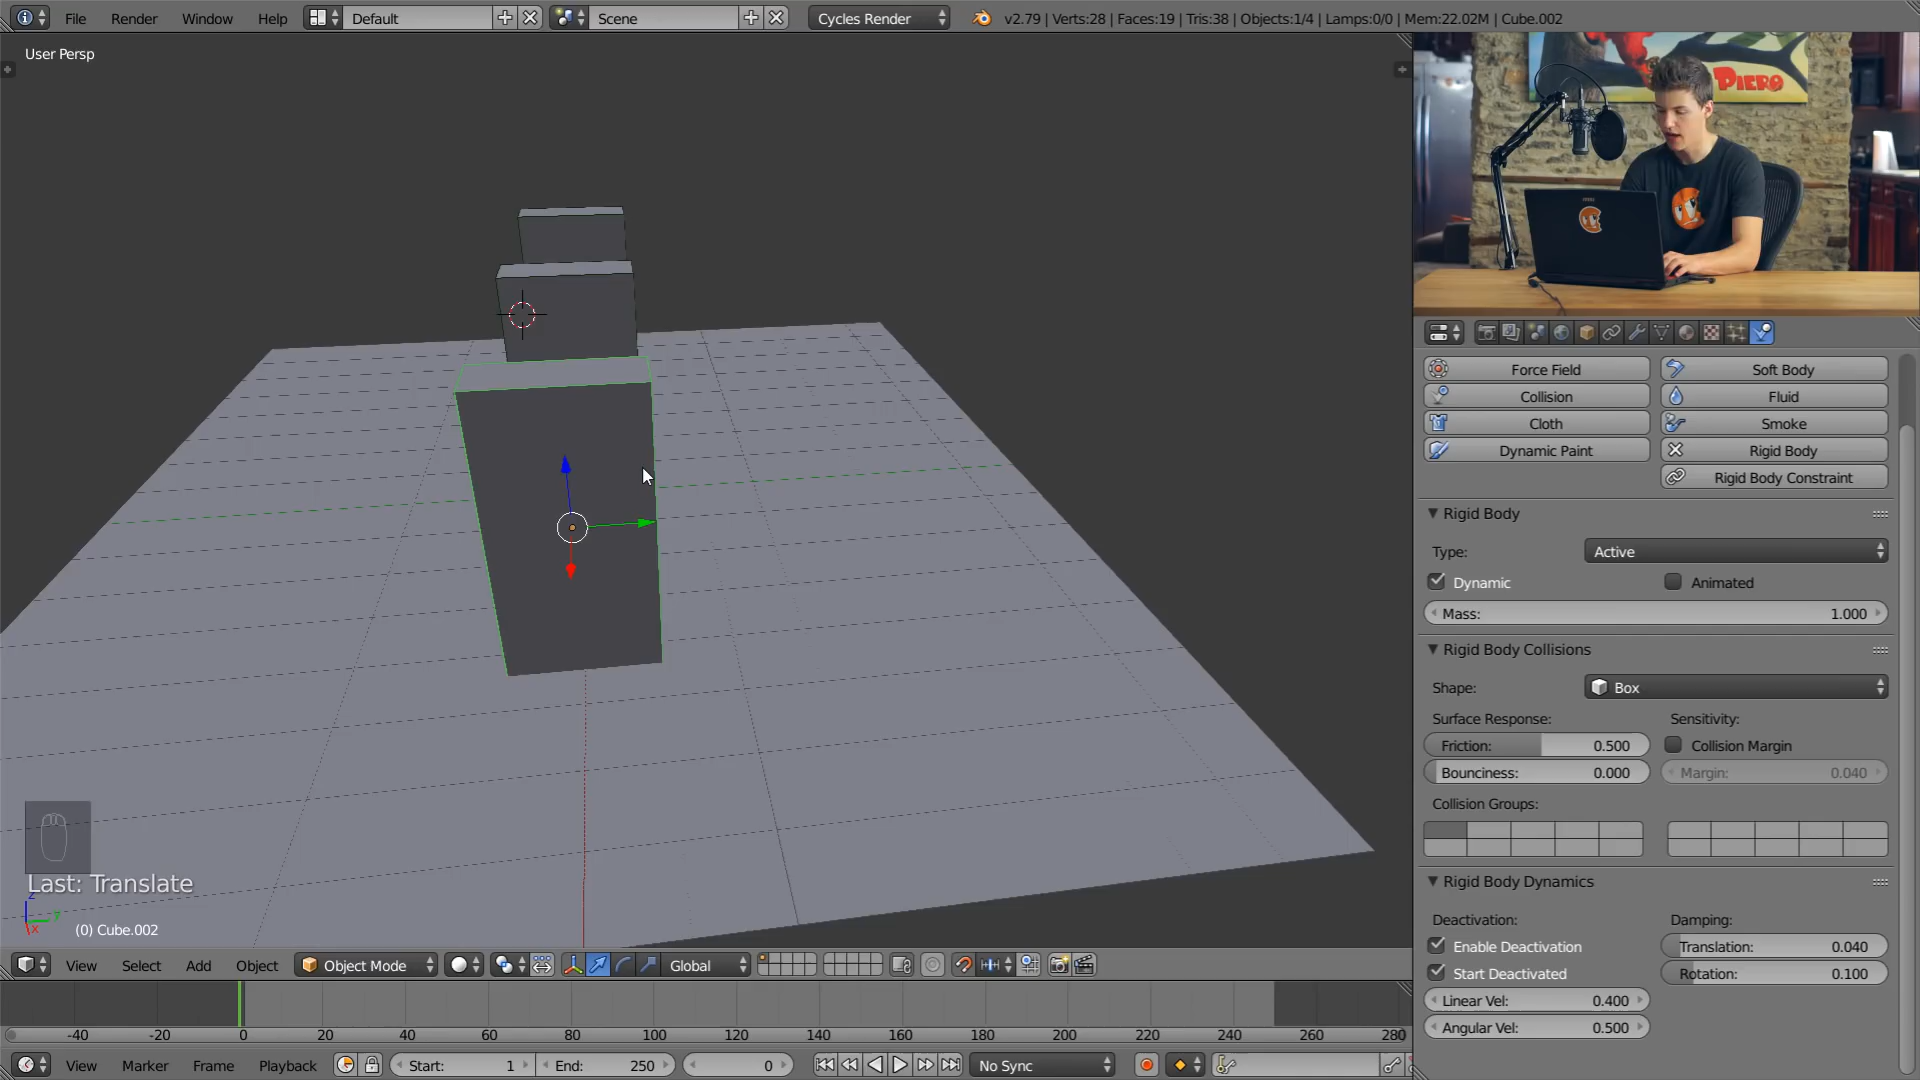 File Render Window Help Default Scene Cycles Render v2.79 | Verts:28 | Faces:19 | Tris:38 | Objects:1/4 | Lamps:0/0 | Mem:22.02M | Cube.002
User Persp
PIERO
Force Field Soft Body
Collision Fluid
Cloth Smoke
Dynamic Paint Rigid Body
Rigid Body Constraint
Rigid Body
Type: Active
Dynamic Animated
Mass: 1.000
Rigid Body Collisions
Shape: Box
Surface Response: Sensitivity:
Friction: 0.500 Collision Margin
Bounciness: 0.000 Margin: 0.040
Collision Groups:
Rigid Body Dynamics
Deactivation: Damping:
Enable Deactivation Translation: 0.040
Start Deactivated Rotation: 0.100
Linear Vel: 0.400
Angular Vel: 0.500
Last: Translate
z
y
x
(0) Cube.002
View Select Add Object Object Mode Global
-40 -20 0 20 40 60 80 100 120 140 160 180 200 220 240 260 280
View Marker Frame Playback Start: 1 End: 250 0 No Sync